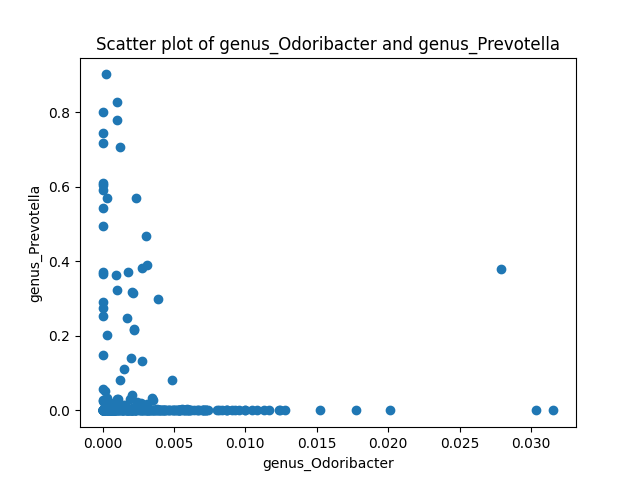 Scatter plot of genus_Odoribacter and genus_Prevotella
genus_Prevotella
0.8
0.6
0.4
0.2
0.0
0.000 0.005 0.010 0.015 0.020 0.025 0.030
genus_Odoribacter